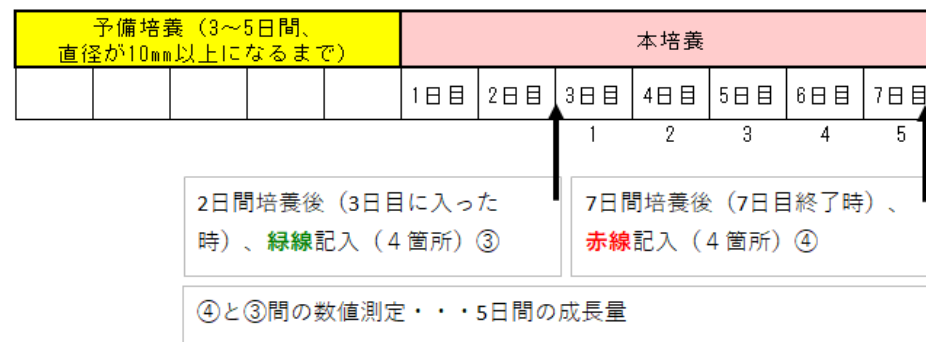 予備培養（3～5日間、
直径が10mm以上になるまで）
本培養
1日目 2日目 3日目 4日目 5日目 6日目 7日目
1 2 3 4 5
2日間培養後（3日目に入った
時）、緑線記入（４箇所）③
7日間培養後（7日目終了時）、
赤線記入（４箇所）④
④と③間の数値測定・・・5日間の成長量